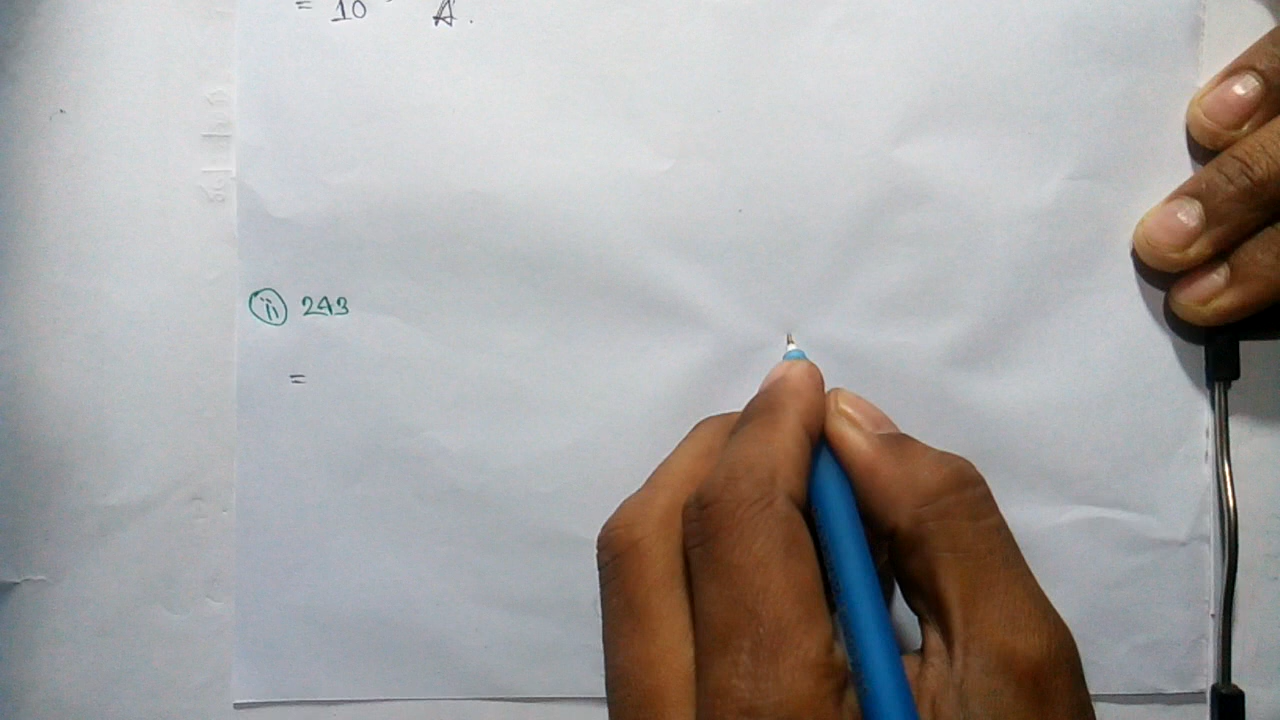 = 10 A.
ii 243
=